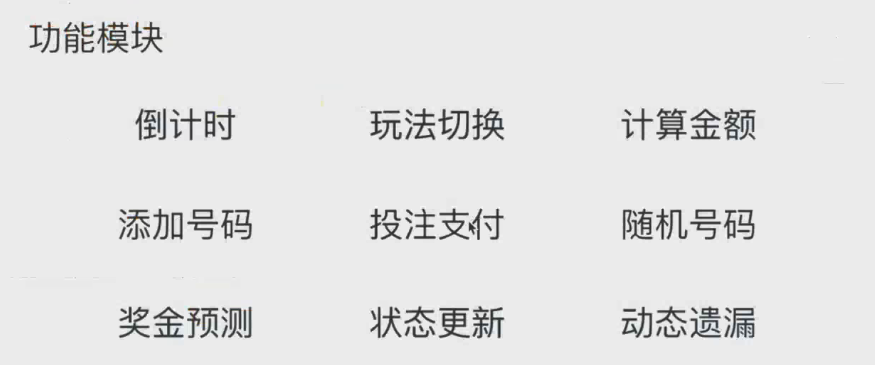 功能模块
倒计时 玩法切换 计算金额
添加号码 投注支付 随机号码
奖金预测 状态更新 动态遗漏